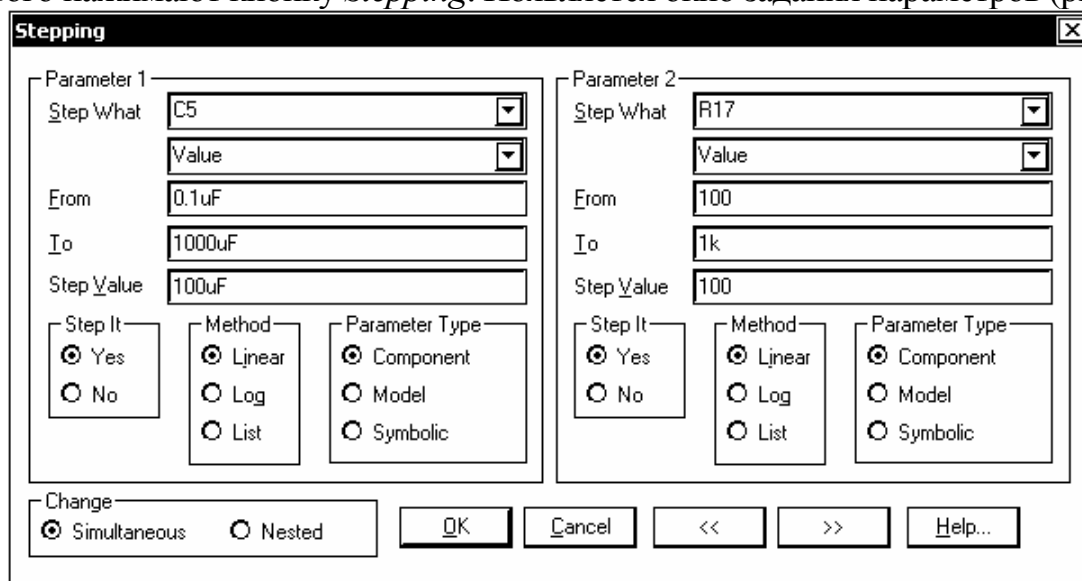 нажимают кнопку Stepping.
Stepping
Parameter 1
Step What C5
Value
From 0.1uF
To 1000uF
Step Value 100uF
Step It
Yes
No
Method
Linear
Log
List
Parameter Type
Component
Model
Symbolic
Parameter 2
Step What R17
Value
From 100
To 1k
Step Value 100
Step It
Yes
No
Method
Linear
Log
List
Parameter Type
Component
Model
Symbolic
Change
Simultaneous Nested
OK Cancel << >> Help...